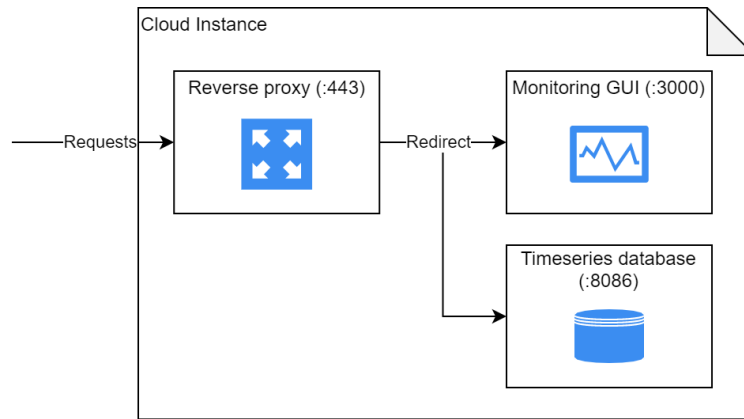 Cloud Instance
Reverse proxy (:443)
Monitoring GUI (:3000)
Requests
Redirect
Timeseries database
(:8086)